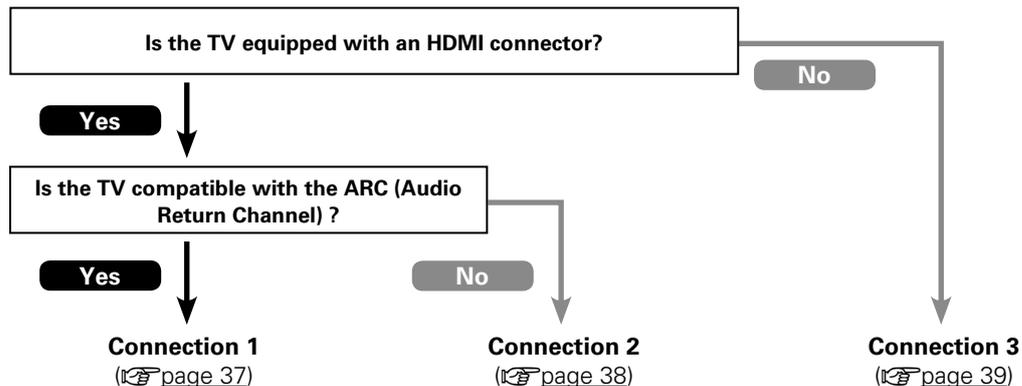 Is the TV equipped with an HDMI connector?
No
Yes
Is the TV compatible with the ARC (Audio
Return Channel) ?
Yes
No
Connection 1
(☞page 37)
Connection 2
(☞page 38)
Connection 3
(☞page 39)